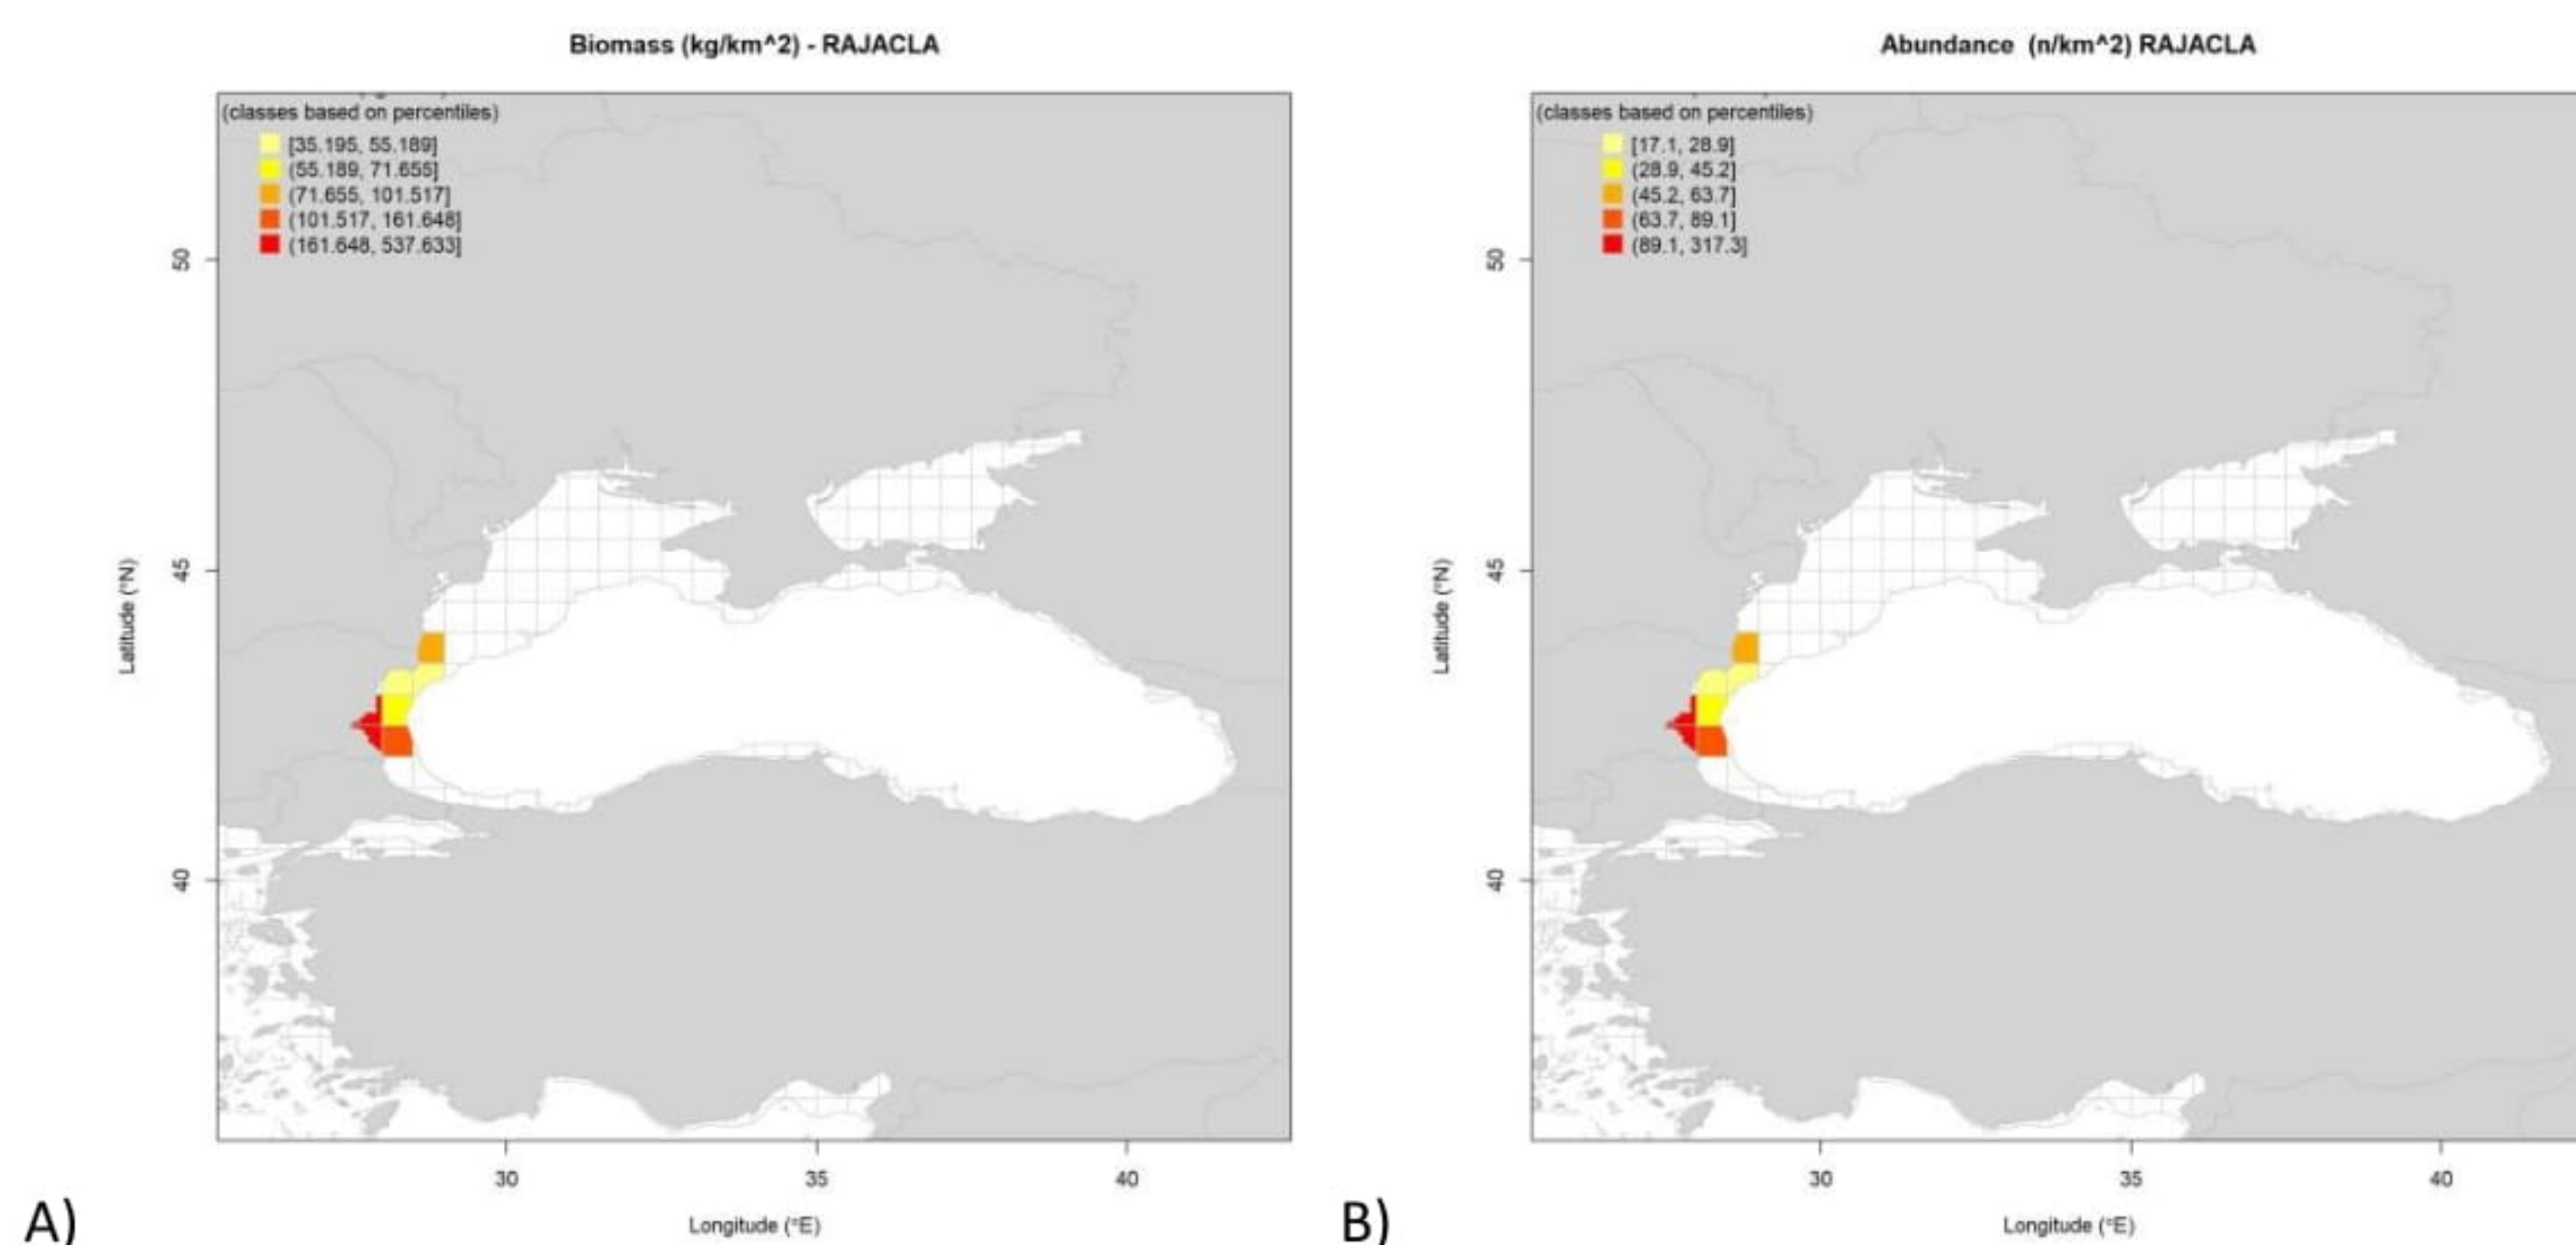 Biomass (kg/km^2) - RAJACLA
(classes based on percentiles)
[35.195, 55.189]
(55.189, 71.655]
(71.655, 101.517]
(101.517, 161.648]
(161.648, 537.633]
50
45
40
Latitude (°N)
30
35
40
Longitude (°E)
A)
Abundance (n/km^2) RAJACLA
(classes based on percentiles)
[17.1, 28.9]
(28.9, 45.2]
(45.2, 63.7]
(63.7, 89.1]
(89.1, 317.3]
50
45
40
Latitude (°N)
30
35
40
Longitude (°E)
B)